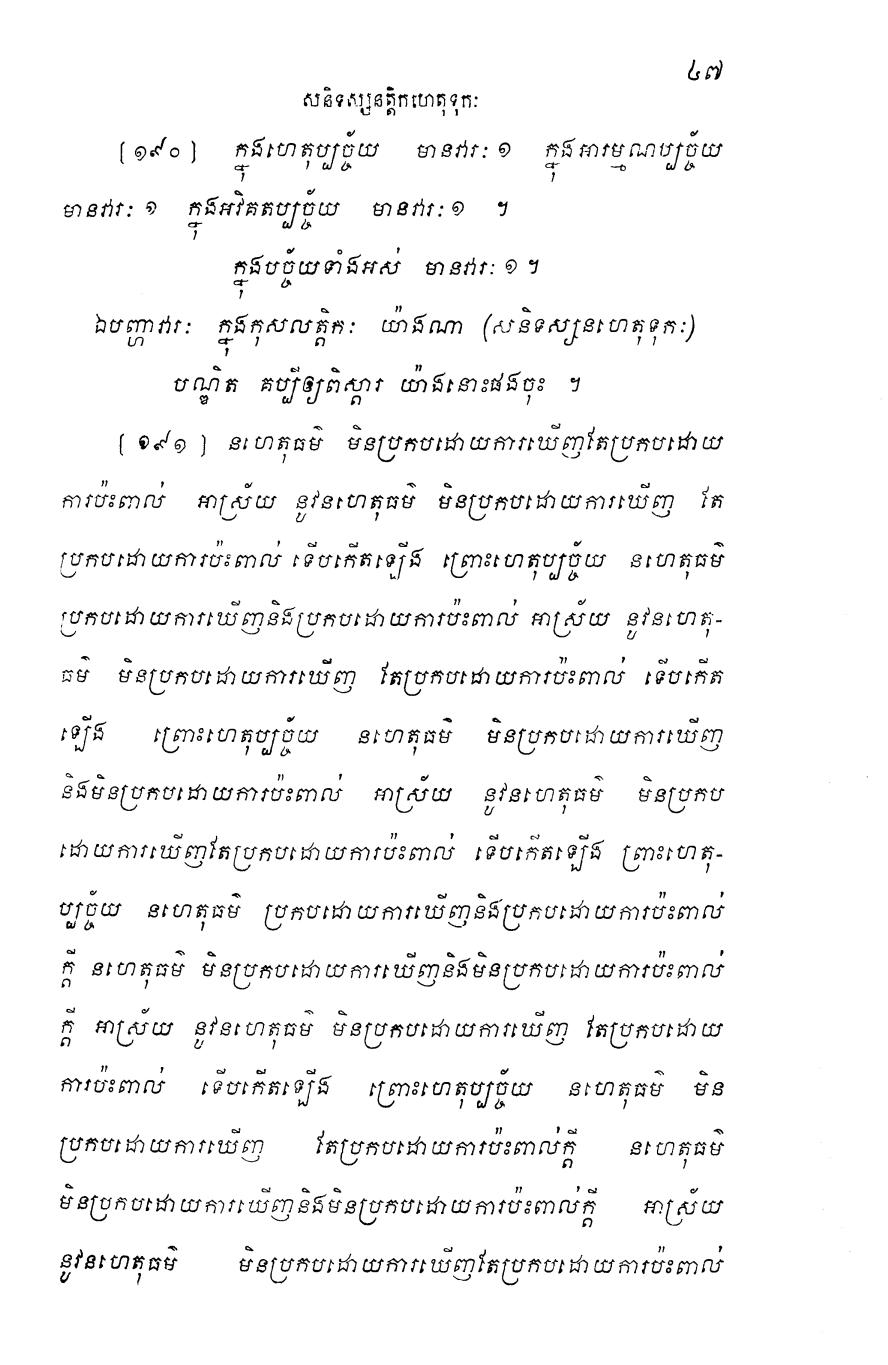 ៤៧
សនិទស្សនត្តិកហេតុទុកៈ
[១៩០] ក្នុងហេតុប្បច្ច័យ មានវារៈ ១ ក្នុងអារម្មណប្បច្ច័យ
មានវារៈ ១ ក្នុងអវិគតប្បច្ច័យ មានវារៈ ១ ។
ក្នុងបច្ច័យទាំងអស់ មានវារៈ ១ ។
ឯបញ្ហាវារៈ ក្នុងកុសលត្តិកៈ យ៉ាងណា (សនិទស្សនហេតុទុកៈ)
បណ្ឌិត គប្បីឲ្យពិស្តារ យ៉ាងនោះផងចុះ ។
[១៩១] នហេតុធម៌ មិនប្រកបដោយការឃើញតែប្រកបដោយ
ការប៉ះពាល់ អាស្រ័យ នូវនហេតុធម៌ មិនប្រកបដោយការឃើញ តែ
ប្រកបដោយការប៉ះពាល់ ទើបកើតឡើង ព្រោះហេតុប្បច្ច័យ នហេតុធម៌
ប្រកបដោយការឃើញនិងប្រកបដោយការប៉ះពាល់ អាស្រ័យ នូវនហេតុ-
ធម៌ មិនប្រកបដោយការឃើញ តែប្រកបដោយការប៉ះពាល់ ទើបកើត
ឡើង ព្រោះហេតុប្បច្ច័យ នហេតុធម៌ មិនប្រកបដោយការឃើញ
និងមិនប្រកបដោយការប៉ះពាល់ អាស្រ័យ នូវនហេតុធម៌ មិនប្រកប
ដោយការឃើញតែប្រកបដោយការប៉ះពាល់ ទើបកើតឡើង ព្រោះហេតុ-
ប្បច្ច័យ នហេតុធម៌ ប្រកបដោយការឃើញនិងប្រកបដោយការប៉ះពាល់
ក្តី នហេតុធម៌ មិនប្រកបដោយការឃើញនិងមិនប្រកបដោយការប៉ះពាល់
ក្តី អាស្រ័យ នូវនហេតុធម៌ មិនប្រកបដោយការឃើញ តែប្រកបដោយ
ការប៉ះពាល់ ទើបកើតឡើង ព្រោះហេតុប្បច្ច័យ នហេតុធម៌ មិន
ប្រកបដោយការឃើញ តែប្រកបដោយការប៉ះពាល់ក្តី នហេតុធម៌
មិនប្រកបដោយការឃើញនិងមិនប្រកបដោយការប៉ះពាល់ក្តី អាស្រ័យ
នូវនហេតុធម៌ មិនប្រកបដោយការឃើញតែប្រកបដោយការប៉ះពាល់